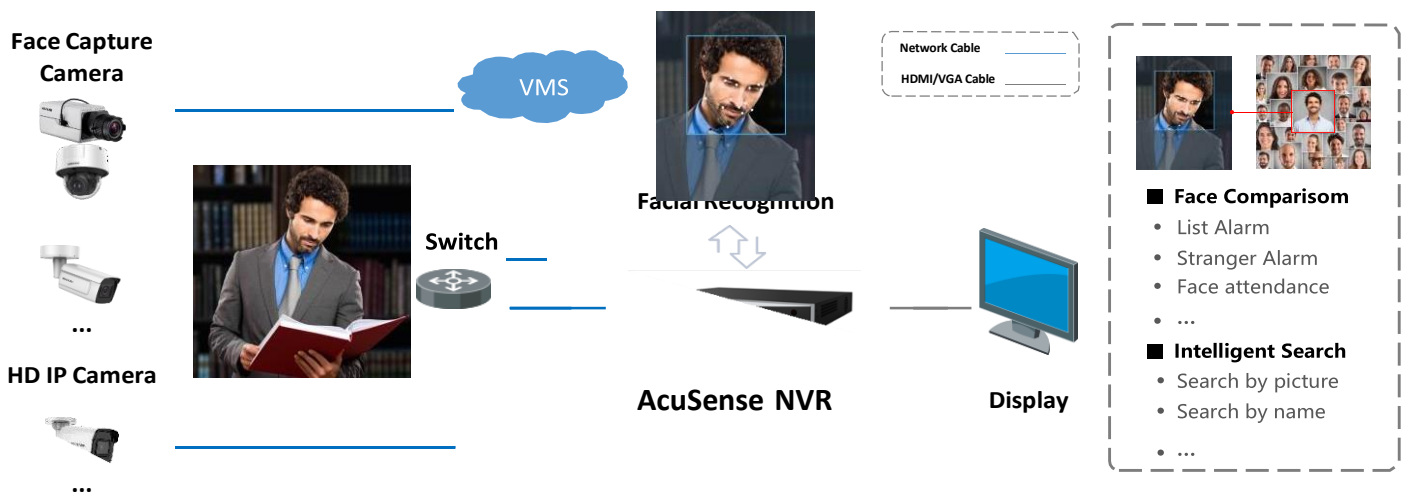 Face Capture
Camera
...
HD IP Camera
...
VMS
Switch
Facial Recognition
AcuSense NVR
Network Cable
HDMI/VGA Cable
Display
Face Comparisom
List Alarm
Stranger Alarm
Face attendance
...
Intelligent Search
Search by picture
Search by name
...